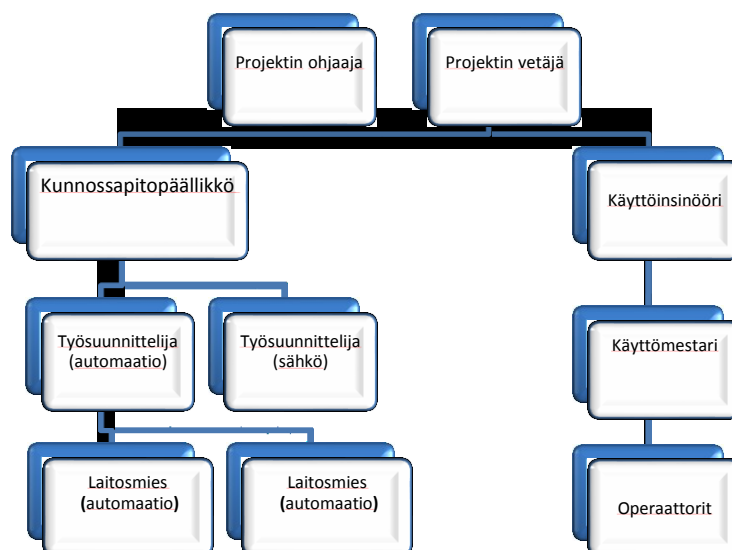 Projektin ohjaaja
Projektin vetäjä
Kunnossapitopäällikkö
Käyttöinsinööri
Työsuunnittelija
(automaatio)
Työsuunnittelija
(sähkö)
Käyttömestari
Laitosmies
(automaatio)
Laitosmies
(automaatio)
Operaattorit